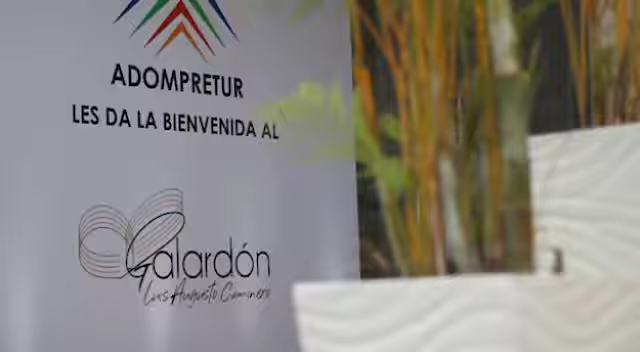 ADOMPRETUR
LES DA LA BIENVENIDA AL
Galardón
Luis Augusto Caminero